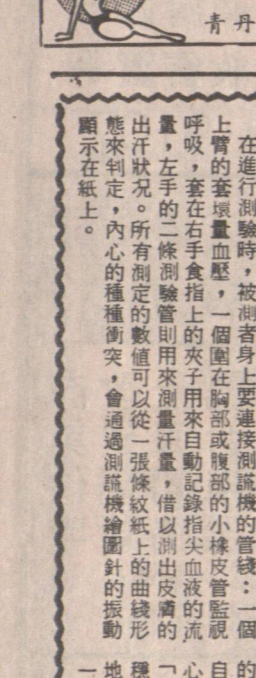 丹青
在進行測驗時，被測者身上要連接測謊機的管綫：一個
上臂的套環量血壓，一個圍在胸部或腹部的小橡皮管監視
呼吸，套在右手食指上的夾子用來自動記錄指尖血液的流
量，左手的二條測驗管則用來測量汗量，借以測出皮膚的
出汗狀況。所有測定的數值可以從一張條紋紙上的曲綫形
態來判定，內心的種種衝突，會通過測謊機繪圖針的振動
顯示在紙上。
的
自
心
「
穩
地
一